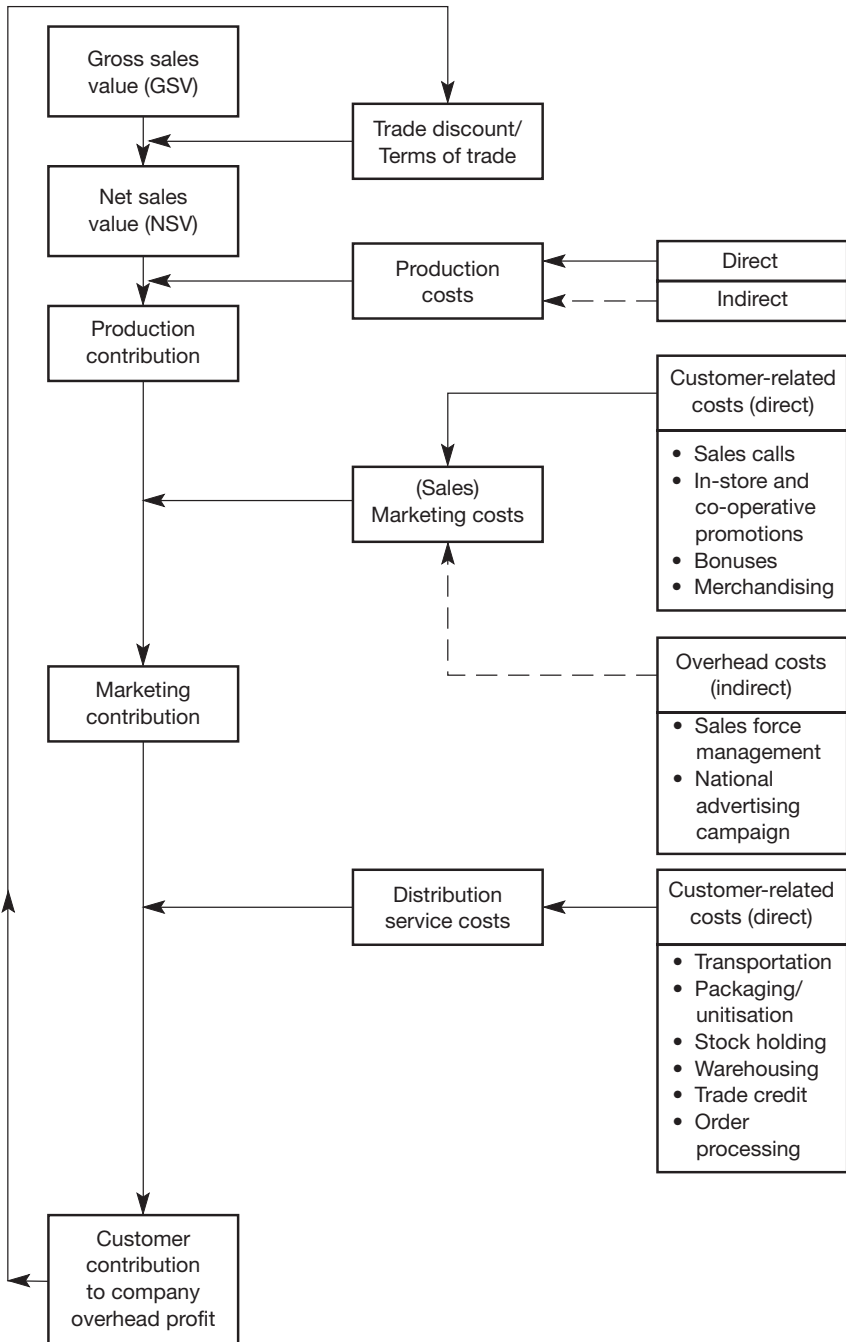 Gross sales
value (GSV)
Trade discount/
Terms of trade
Net sales
value (NSV)
Production
costs
Direct
Indirect
Production
contribution
Customer-related
costs (direct)
• Sales calls
• In-store and
co-operative
promotions
• Bonuses
• Merchandising
(Sales)
Marketing costs
Overhead costs
(indirect)
• Sales force
management
• National
advertising
campaign
Marketing
contribution
Distribution
service costs
Customer-related
costs (direct)
• Transportation
• Packaging/
unitisation
• Stock holding
• Warehousing
• Trade credit
• Order
processing
Customer
contribution
to company
overhead profit